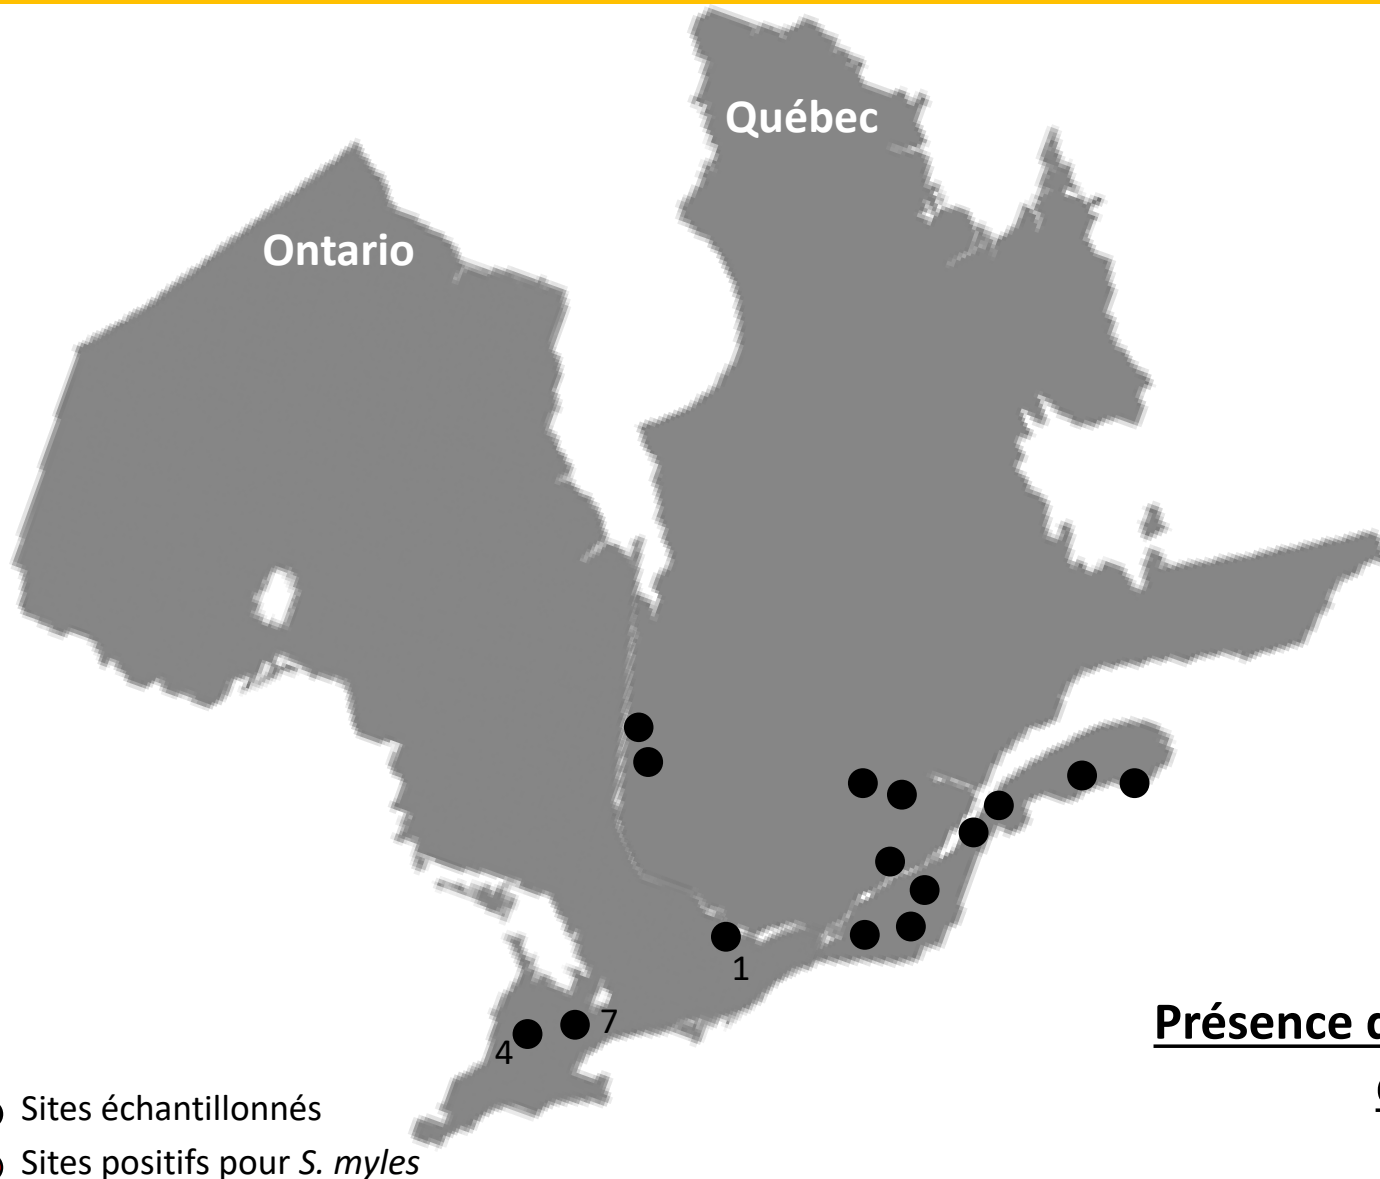 Québec
Ontario
1
7
4
Présence
Sites échantillonnés
Sites positifs pour S. myles